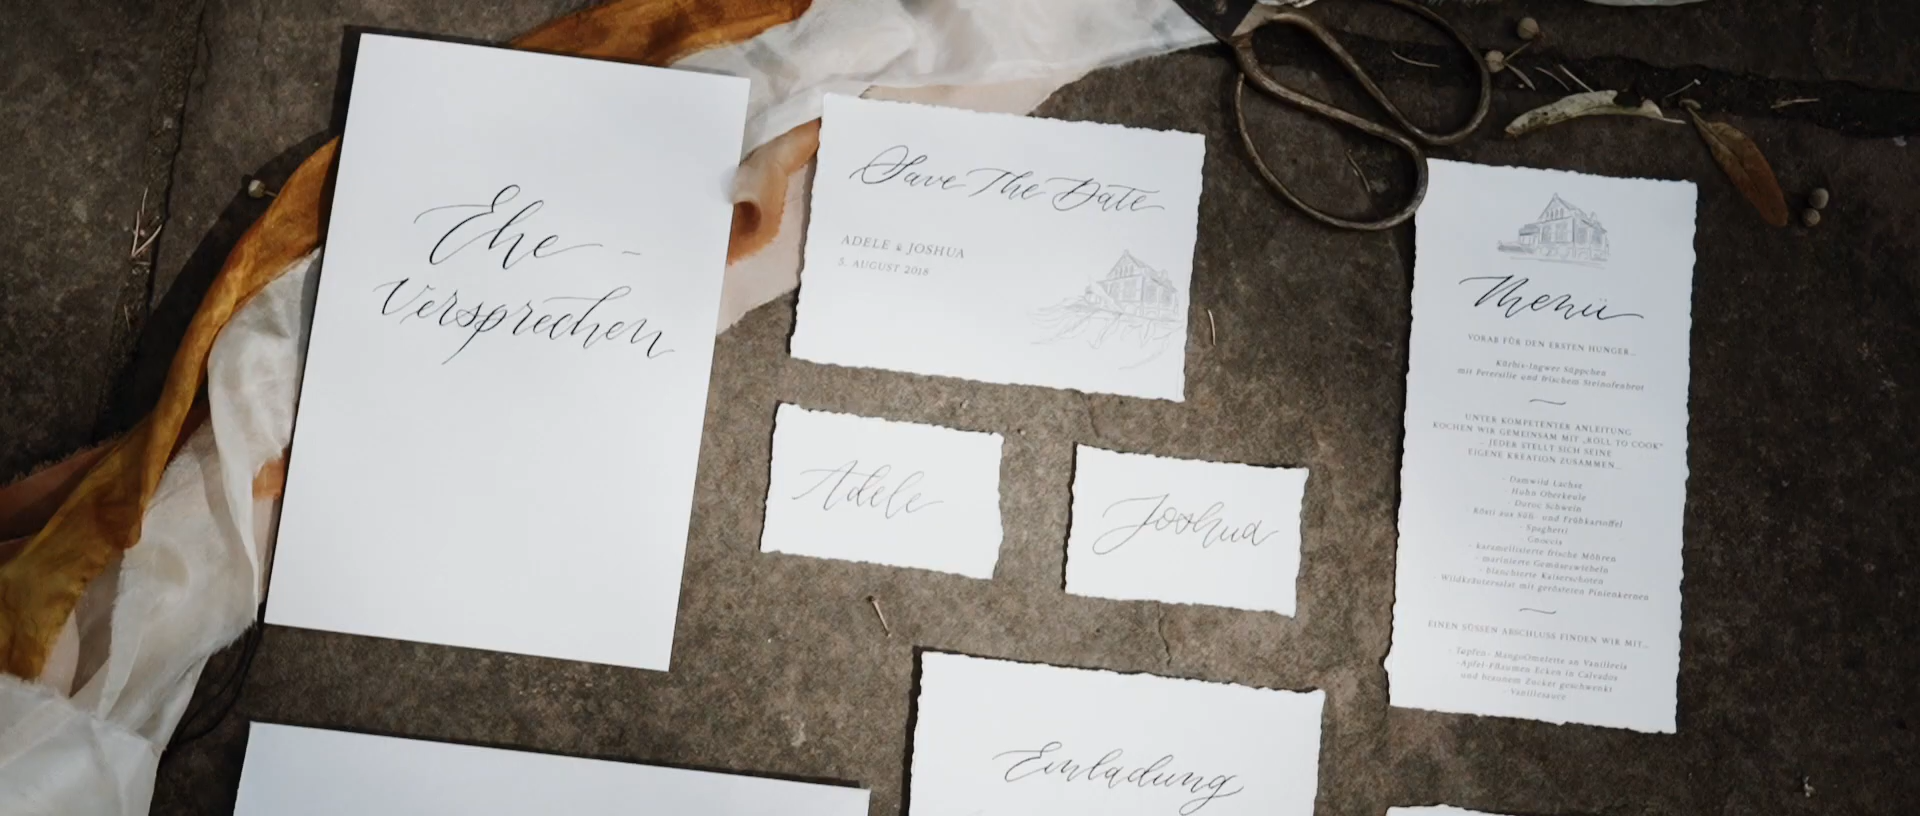 Ehe -
Versprechen
Save The Date
ADELE & JOSHUA
5. AUGUST 2018
Adele
Joshua
Einladung
Menü
VORAB FÜR DEN ERSTEN HUNGER...
Kürbis-Ingwer Süppchen
mit Petersilie und frischem Steinofenbrot
UNTER KOMPETENTER ANLEITUNG
KOCHEN WIR GEMEINSAM MIT „ROLL TO COOK“
– JEDER STELLT SICH SEINE
EIGENE KREATION ZUSAMMEN...
- Damwild Lachse
Huhn Oberkeule
- Duroc Schwein
Rösti aus Süß- und Frühkartoffel
- Spaghetti
- Gnoccis
- karamellisierte frische Möhren
- marinierte Gemüsezwiebeln
- blanchierte Kaiserschoten
Wildkräutersalat mit gerösteten Pinienkernen
EINEN SÜSSEN ABSCHLUSS FINDEN WIR MIT...
- Apfel-Pflaumen Ecken in Calvados
und braunem Zucker geschwenkt
- Vanillesauce